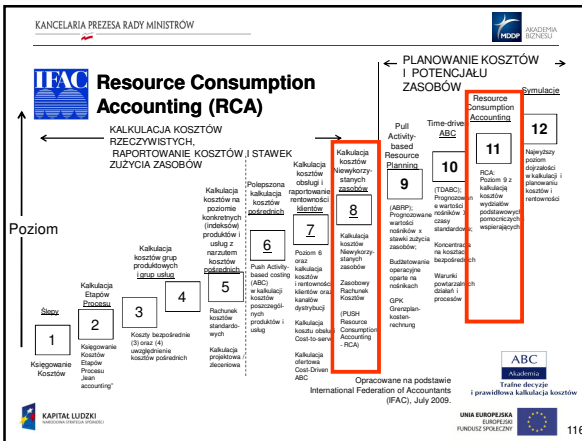 KANCELARIA PREZESA RADY MINISTRÓW
MDDP
AKADEMIA
BIZNESU
IFAC
Resource Consumption
Accounting (RCA)
PLANOWANIE KOSZTÓW
I POTENCJAŁU
ZASOBÓW
KALKULACJA KOSZTÓW
RZECZYWISTYCH,
RAPORTOWANIE KOSZTÓW I STAWEK
ZUŻYCIA ZASOBÓW
Poziom
Ślepy
1
Księgowanie
Kosztów
Kalkulacja
Etapów
Procesu
2
Księgowanie
Kosztów
Etapów
Procesu „lean
accounting"
Kalkulacja
kosztów grup
produktowych
i grup usług
3
4
Koszty bezpośrednie
(3) oraz (4)
uwzględnienie
kosztów pośrednich
Kalkulacja
kosztów na
poziomie
konkretnych
(indeksów)
produktów i
usług z
narzutem
kosztów
pośrednich
5
Rachunek
kosztów
standardo-
wych
Kalkulacja
projektowa i
zleceniowa
Polepszona
kalkulacja
kosztów
pośrednich
6
Push Activity-
based costing
(ABC)
w kalkulacji
kosztów
poszczegól-
nych
produktów i
usług
Kalkulacja
kosztów
obsługi i
raportowanie
rentowności
klientów
7
Poziom 6
oraz
kalkulacja
kosztów
i rentowności
klientów oraz
kanałów
dystrybucji
Kalkulacja
kosztu obsługi
Cost-to-serve
Kalkulacja
ofertowa
Cost-Driven
ABC
Kalkulacja
kosztów
Niewykorzy-
stanych
zasobów
8
Kalkulacja
kosztów
Niewykorzy-
stanych
zasobów
Zasobowy
Rachunek
Kosztów
(PUSH
Resource
Consumption
Accounting
- RCA)
Pull
Activity-
based
Resource
Planning
9
(ABRP);
Prognozowane
wartości
nośników x
stawki zużycia
zasobów;
Budżetowanie
operacyjne
oparte na
nośnikach
GPK
Grenzplan-
kosten-
rechnung
Time-driven
ABC
10
(TDABC);
Prognozowan
e wartości
nośników x
czasy
standardowe;
Koncentracja
na kosztach
bezpośrednich
Warunki
powtarzalnych
działań i
procesów
Resource
Consumption
Accounting
11
RCA:
Poziom 9 z
kalkulacją
kosztów
wydziałów
podstawowych
pomocniczych
wspierających
Symulacje
12
Najwyższy
poziom
dojrzałości
w kalkulacji i
planowaniu
kosztów i
rentowności
Opracowane na podstawie
International Federation of Accountants
(IFAC), July 2009.
ABC
Akademia
Trafne decyzje
i prawidłowa kalkulacja kosztów
KAPITAŁ LUDZKI
NARODOWA STRATEGIA SPÓJNOŚCI
UNIA EUROPEJSKA
EUROPEJSKI
FUNDUSZ SPOŁECZNY
116